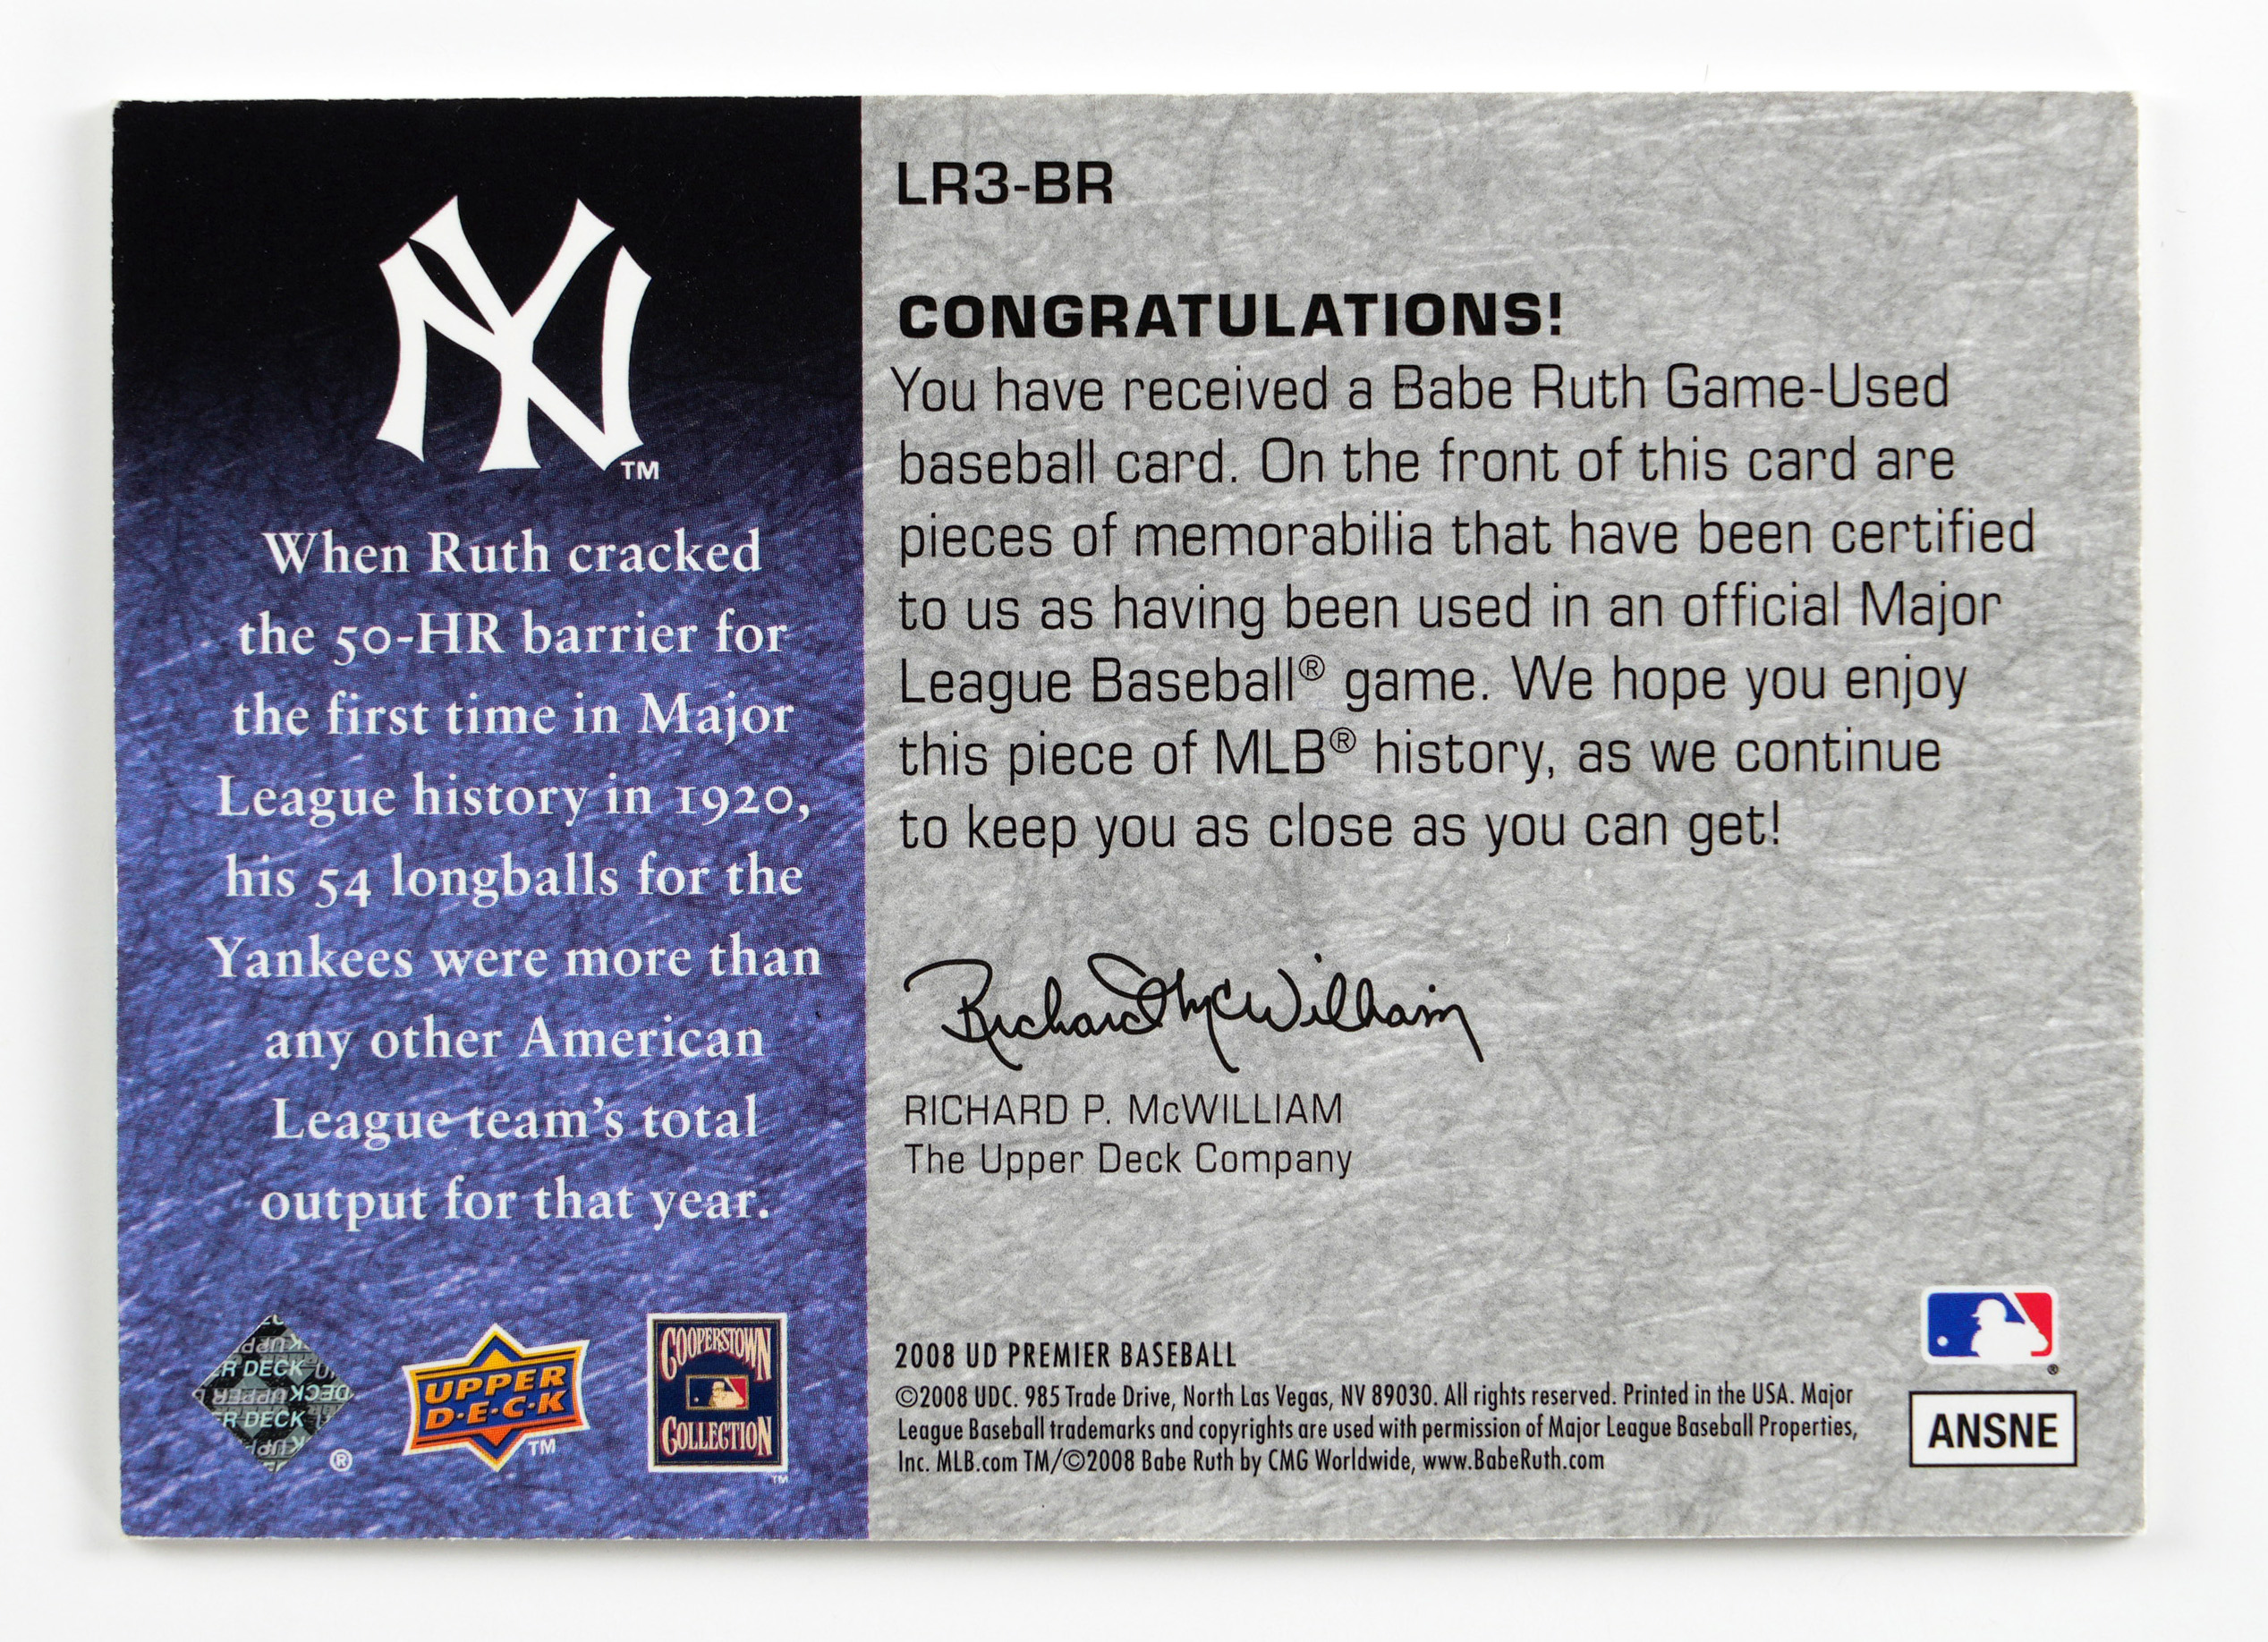 NY
TM
When Ruth cracked
the 50-HR barrier for
the first time in Major
League history in 1920,
his 54 longballs for the
Yankees were more than
any other American
League team's total
output for that year.
R DECK
R DECK
®
UPPER
D·E·C·K
TM
COOPERSTOWN
COLLECTION
TM
LR3-BR
CONGRATULATIONS!
You have received a Babe Ruth Game-Used
baseball card. On the front of this card are
pieces of memorabilia that have been certified
to us as having been used in an official Major
League Baseball® game. We hope you enjoy
this piece of MLB® history, as we continue
to keep you as close as you can get!
Richard McWilliam
RICHARD P. McWILLIAM
The Upper Deck Company
2008 UD PREMIER BASEBALL
©2008 UDC. 985 Trade Drive, North Las Vegas, NV 89030. All rights reserved. Printed in the USA. Major
League Baseball trademarks and copyrights are used with permission of Major League Baseball Properties,
Inc. MLB.com TM/©2008 Babe Ruth by CMG Worldwide, www.BabeRuth.com
®
ANSNE